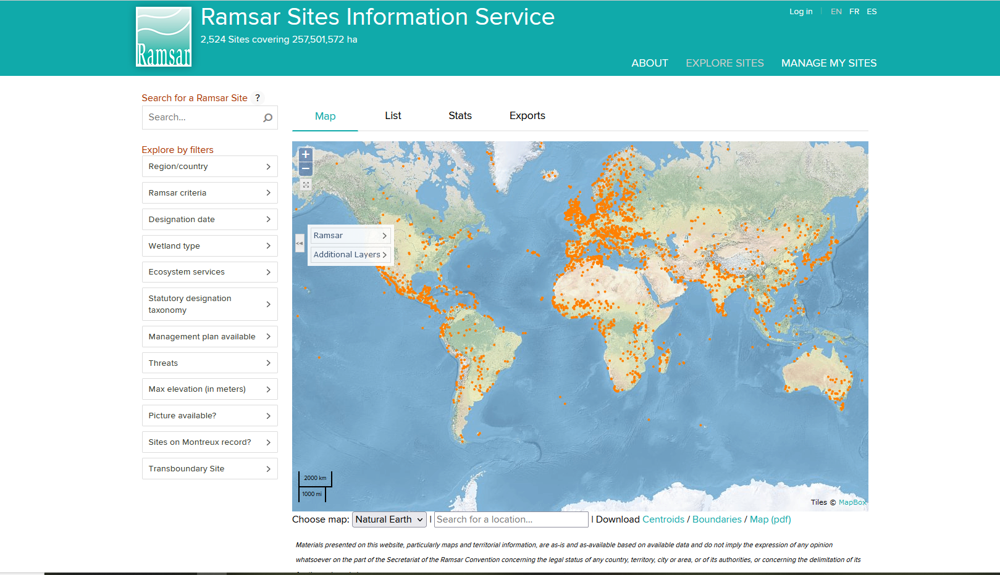 Ramsar
Ramsar Sites Information Service
2,524 Sites covering 257,501,572 ha
Log in | EN FR ES
ABOUT EXPLORE SITES MANAGE MY SITES
Search for a Ramsar Site ?
Search...
Explore by filters
Region/country
Ramsar criteria
Designation date
Wetland type
Ecosystem services
Statutory designation
taxonomy
Management plan available
Threats
Max elevation (in meters)
Picture available?
Sites on Montreux record?
Transboundary Site
Map List Stats Exports
+
−
Ramsar
Additional Layers
2000 km
1000 mi
Tiles © MapBox
Choose map: Natural Earth | Search for a location... | Download Centroids / Boundaries / Map (pdf)
Materials presented on this website, particularly maps and territorial information, are as-is and as-available based on available data and do not imply the expression of any opinion
whatsoever on the part of the Secretariat of the Ramsar Convention concerning the legal status of any country, territory, city or area, or of its authorities, or concerning the delimitation of its